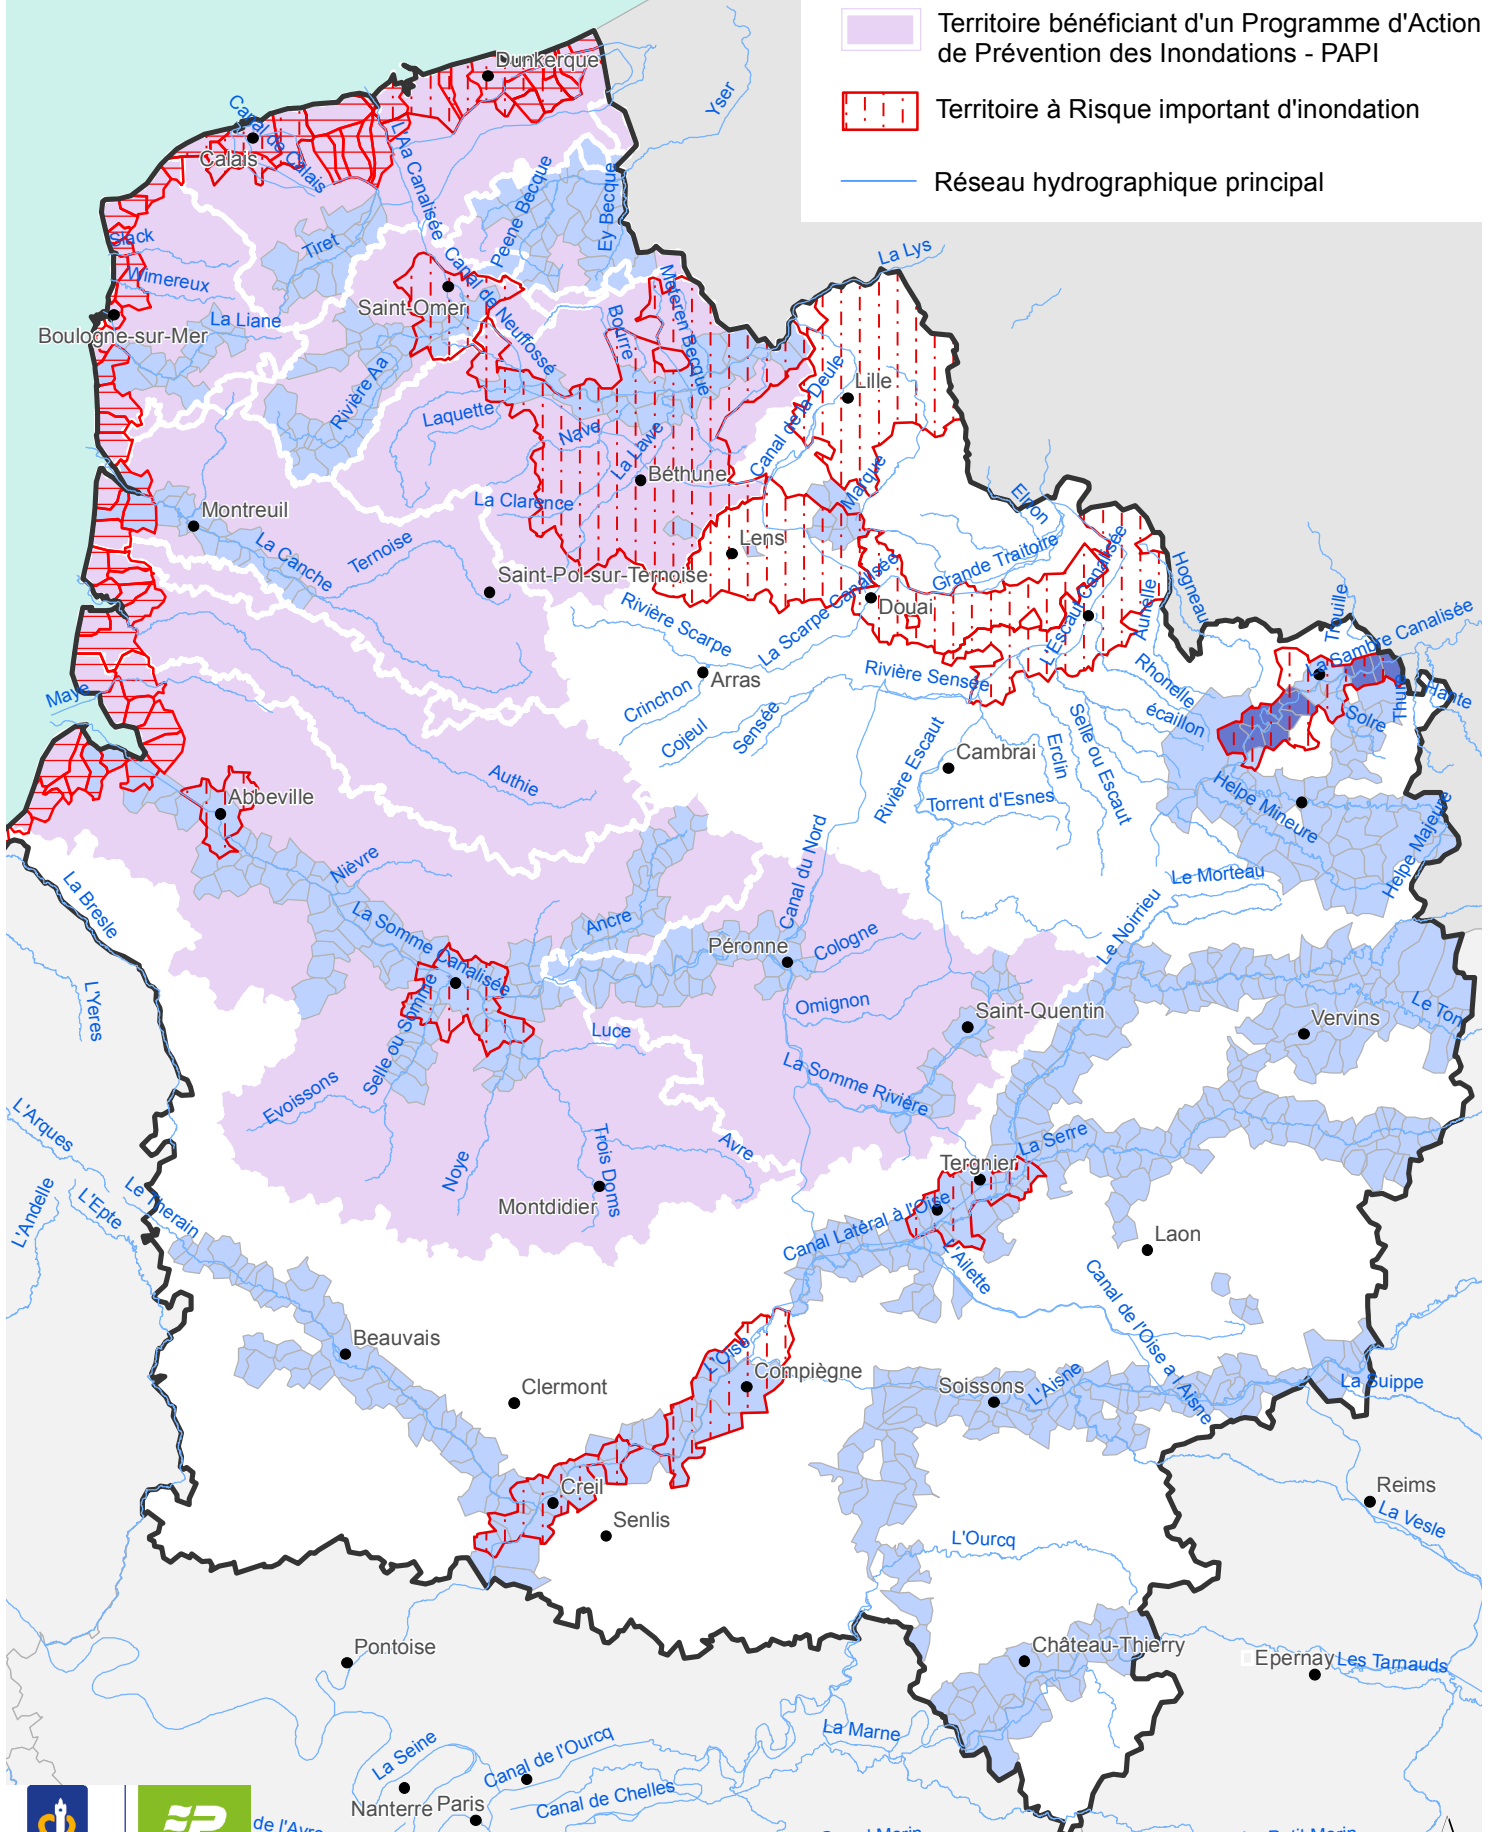 Territoire bénéficiant d'un Programme d'Action
de Prévention des Inondations - PAPI
Territoire à Risque important d'inondation
Réseau hydrographique principal
Dunkerque
Yser
Canal de Calais
Calais
L'Aa Canalisée
Peene Becque
Ey Becque
Slack
Tiret
Wimereux
La Lys
Canal de Neuffossé
Meteren Becque
Saint-Omer
La Liane
Boulogne-sur-Mer
Bourre
Rivière Aa
Lille
Canal de la Deule
Laquette
Nave
La Lawe
Béthune
Marque
La Clarence
Montreuil
Elnon
Lens
La Canche
Ternoise
Grande Traitoire
Hogneau
Saint-Pol-sur-Ternoise
Douai
L'Escaut Canalisée
Aunelle
Rivière Scarpe
La Scarpe Canalisée
Trouille
La Sambre Canalisée
Rivière Sensée
Rhonelle
Arras
Crinchon
Cojeul
Sensée
écaillon
Solre
Thure
Hante
Maye
Selle ou Escaut
Erclin
Cambrai
Rivière Escaut
Authie
Torrent d'Esnes
Abbeville
Helpe Mineure
Helpe Majeure
Nièvre
Canal du Nord
La Bresle
Le Morteau
La Somme Canalisée
Ancre
Le Noirrieu
Péronne
Cologne
L'Yeres
Omignon
Saint-Quentin
Le Ton
Vervins
Luce
Selle ou Somme
Evoissons
La Somme Rivière
L'Arques
Trois Doms
Avre
La Serre
Noye
Tergnier
L'Andelle
L'Epte
Le Therain
Montdidier
Canal Latéral à l'Oise
Laon
L'Ailette
Canal de l'Oise a l'Aisne
Beauvais
L'Oise
Compiègne
Clermont
Soissons
L'Aisne
La Suippe
Creil
Senlis
Reims
La Vesle
L'Ourcq
Pontoise
Château-Thierry
Epernay
Les Tarnauds
La Marne
La Seine
Canal de l'Ourcq
Canal de Chelles
Nanterre
Paris
de l'Avre